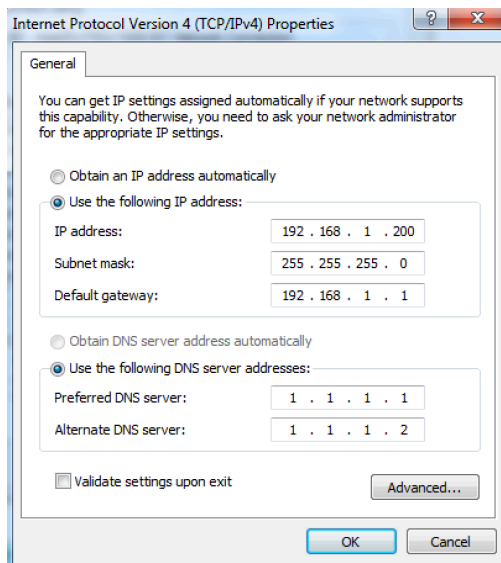 Internet Protocol Version 4 (TCP/IPv4) Properties
General
You can get IP settings assigned automatically if your network supports
this capability. Otherwise, you need to ask your network administrator
for the appropriate IP settings.
Obtain an IP address automatically
Use the following IP address:
IP address: 192 . 168 . 1 . 200
Subnet mask: 255 . 255 . 255 . 0
Default gateway: 192 . 168 . 1 . 1
Obtain DNS server address automatically
Use the following DNS server addresses:
Preferred DNS server: 1 . 1 . 1 . 1
Alternate DNS server: 1 . 1 . 1 . 2
Validate settings upon exit
Advanced...
OK Cancel